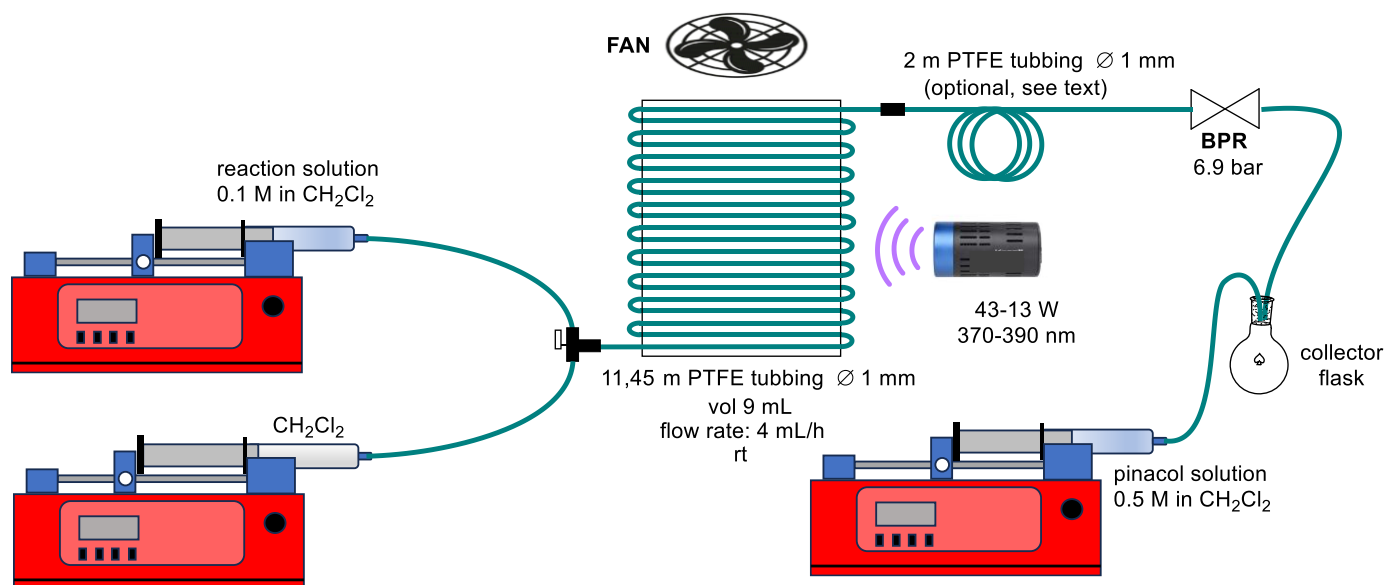 FAN
2 m PTFE tubbing ∅ 1 mm
(optional, see text)
BPR
6.9 bar
reaction solution
0.1 M in CH₂Cl₂
43-13 W
370-390 nm
collector
flask
11,45 m PTFE tubbing ∅ 1 mm
vol 9 mL
flow rate: 4 mL/h
rt
CH₂Cl₂
pinacol solution
0.5 M in CH₂Cl₂